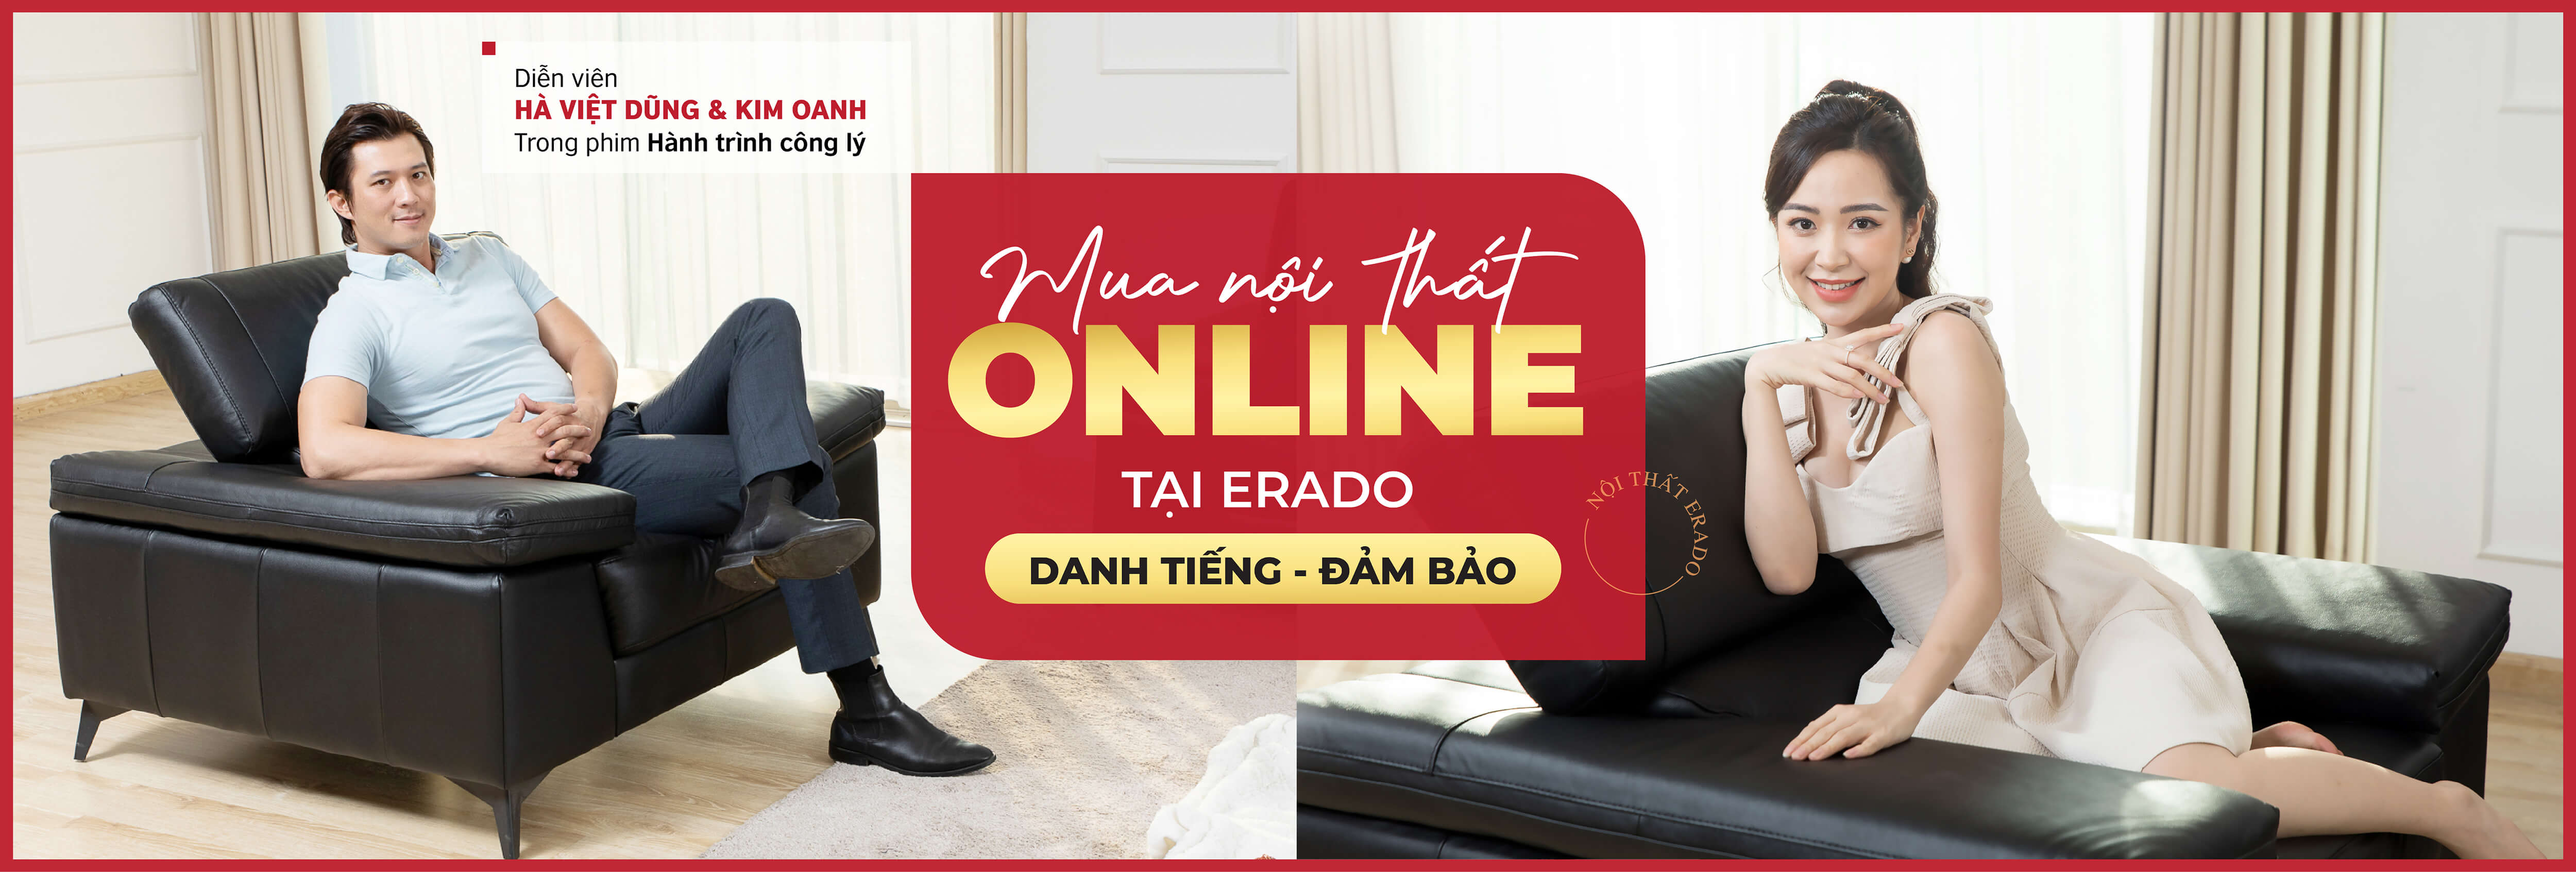 Diễn viên
HÀ VIỆT DŨNG & KIM OANH
Trong phim Hành trình công lý
Mua nội thất
ONLINE
TẠI ERADO
DANH TIẾNG - ĐẢM BẢO
NỘI THẤT ERADO